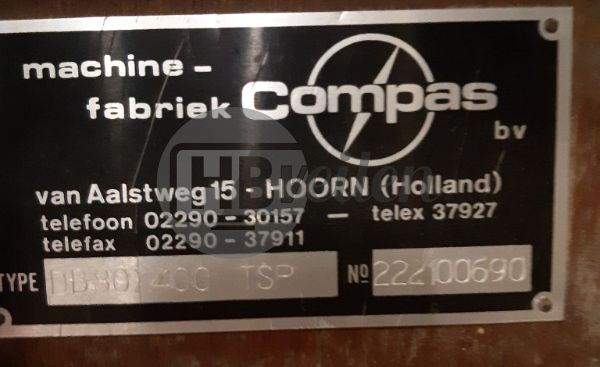 machine -
fabriek Compas
bv
HBveilen
van Aalstweg 15 - HOORN (Holland)
telefoon 02290 - 30157 — telex 37927
telefax 02290 - 37911
TYPE 400 TSP No 222100690